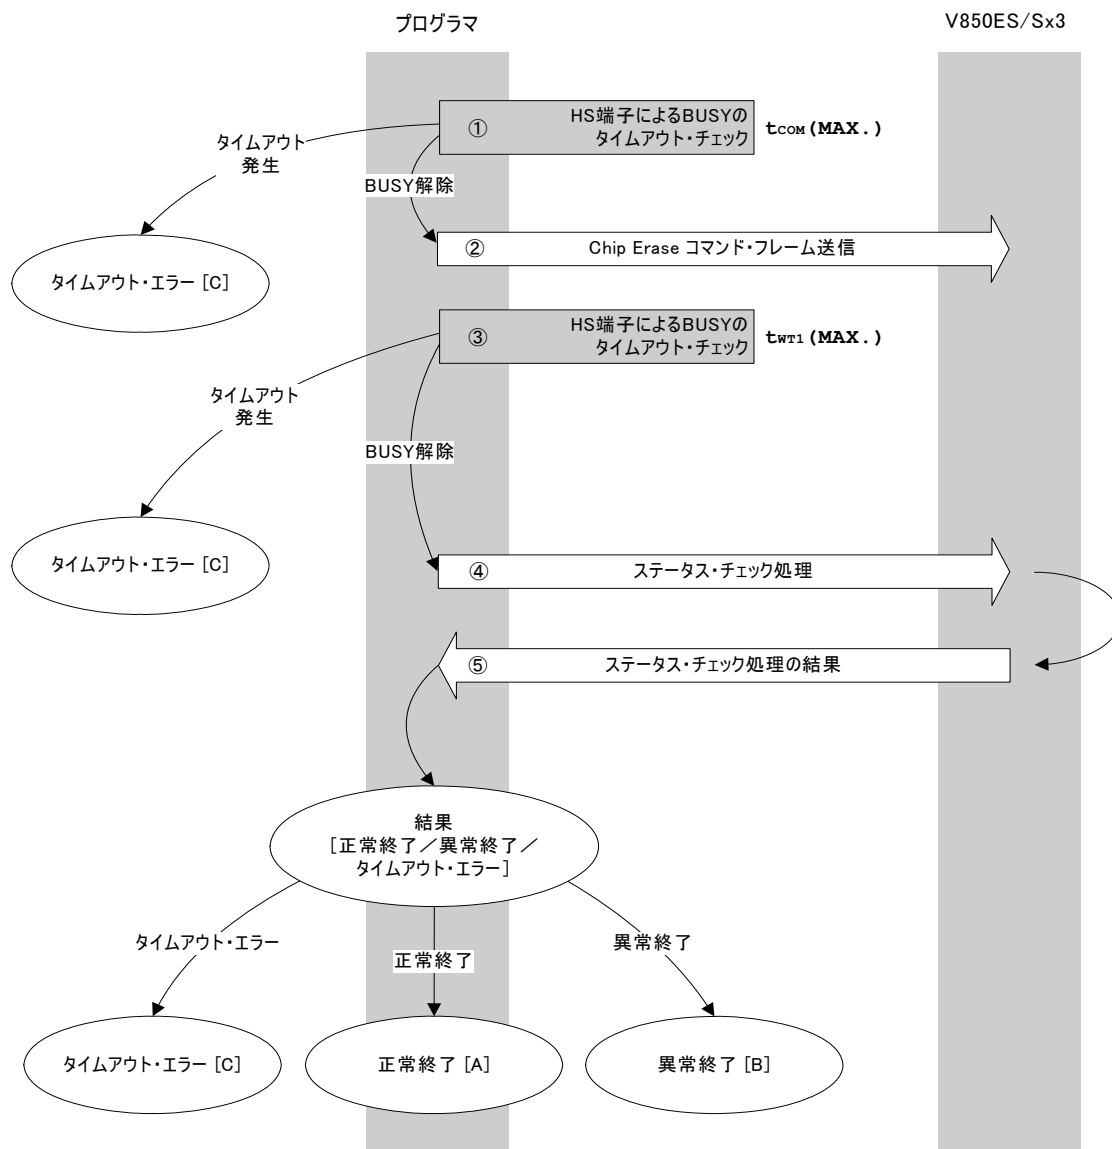 プログラマ
V850ES/Sx3
① HS端子によるBUSYの
タイムアウト・チェック
tCOM(MAX.)
タイムアウト
発生
BUSY解除
② Chip Erase コマンド・フレーム送信
タイムアウト・エラー [C]
③ HS端子によるBUSYの
タイムアウト・チェック
tWT1(MAX.)
タイムアウト
発生
BUSY解除
タイムアウト・エラー [C]
④ ステータス・チェック処理
⑤ ステータス・チェック処理の結果
結果
[正常終了／異常終了／
タイムアウト・エラー]
タイムアウト・エラー
正常終了
異常終了
タイムアウト・エラー [C]
正常終了 [A]
異常終了 [B]